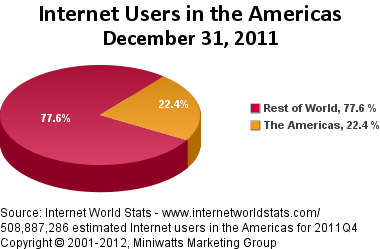 Internet Users in the Americas
December 31, 2011
77.6 %
22.4%
Rest of World, 77.6 %
The Americas, 22.4 %
Source: Internet World Stats - www.internetworldstats.com/
508,887,286 estimated Internet users in the Americas for 2011Q4
Copyright © 2001-2012, Miniwatts Marketing Group